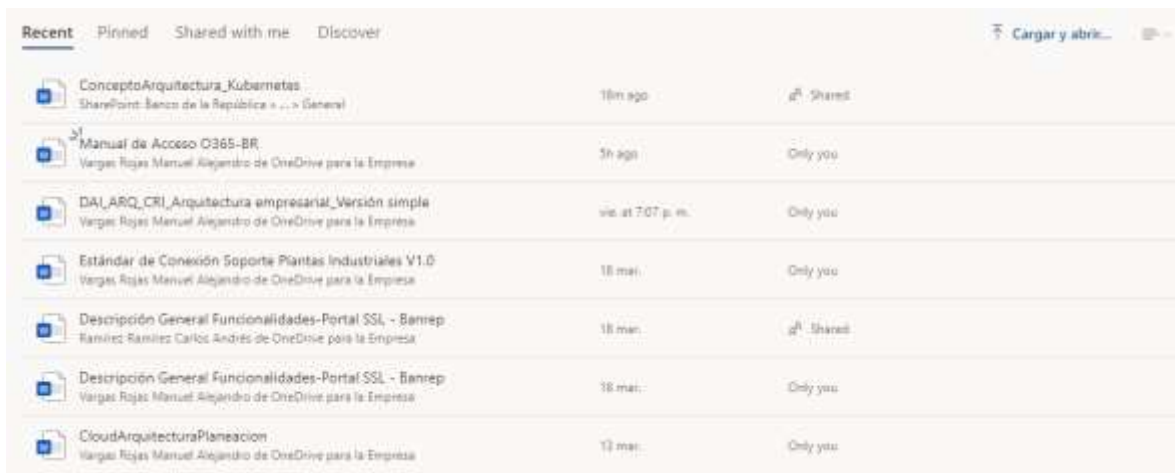 Recent Pinned Shared with me Discover Cargar y abrir...
ConceptoArquitectura_Kubernetes
SharePoint: Banco de la República » ... » General
18m ago Shared
Manual de Acceso O365-BR
Vargas Rojas Manuel Alejandro de OneDrive para la Empresa
5h ago Only you
DAI_ARQ_CRI_Arquitectura empresarial_Versión simple
Vargas Rojas Manuel Alejandro de OneDrive para la Empresa
vie. at 7:07 p. m. Only you
Estándar de Conexión Soporte Plantas Industriales V1.0
Vargas Rojas Manuel Alejandro de OneDrive para la Empresa
18 mar. Only you
Descripción General Funcionalidades-Portal SSL - Banrep
Ramírez Ramírez Carlos Andrés de OneDrive para la Empresa
18 mar. Shared
Descripción General Funcionalidades-Portal SSL - Banrep
Vargas Rojas Manuel Alejandro de OneDrive para la Empresa
18 mar. Only you
CloudArquitecturaPlaneacion
Vargas Rojas Manuel Alejandro de OneDrive para la Empresa
13 mar. Only you